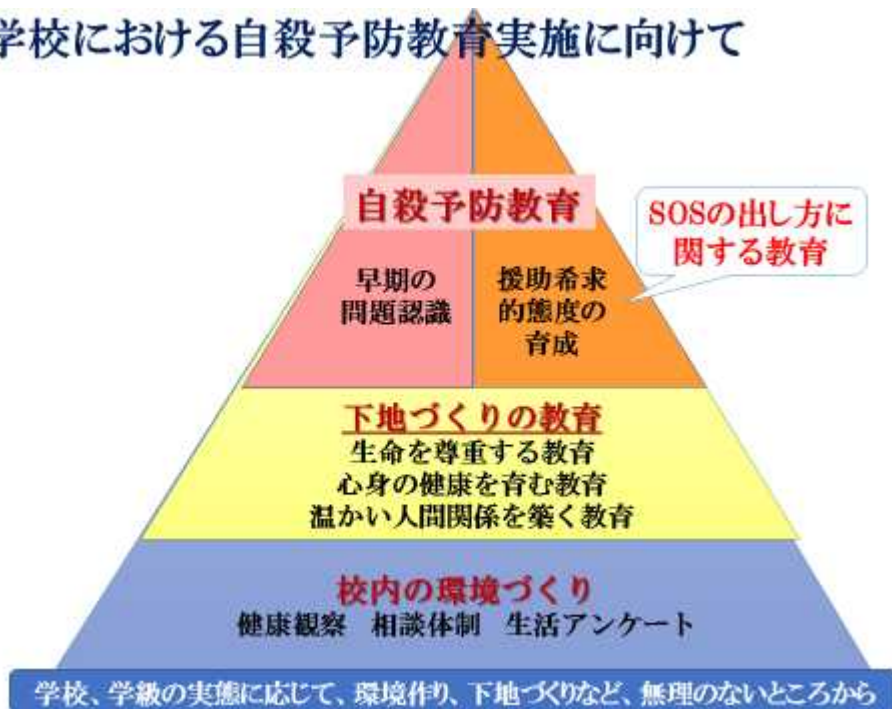 学校における自殺予防教育実施に向けて
自殺予防教育
SOSの出し方に
関する教育
早期の
問題認識
援助希求
的態度の
育成
下地づくりの教育
生命を尊重する教育
心身の健康を育む教育
温かい人間関係を築く教育
校内の環境づくり
健康観察 相談体制 生活アンケート
学校、学級の実態に応じて、環境作り、下地づくりなど、無理のないところから